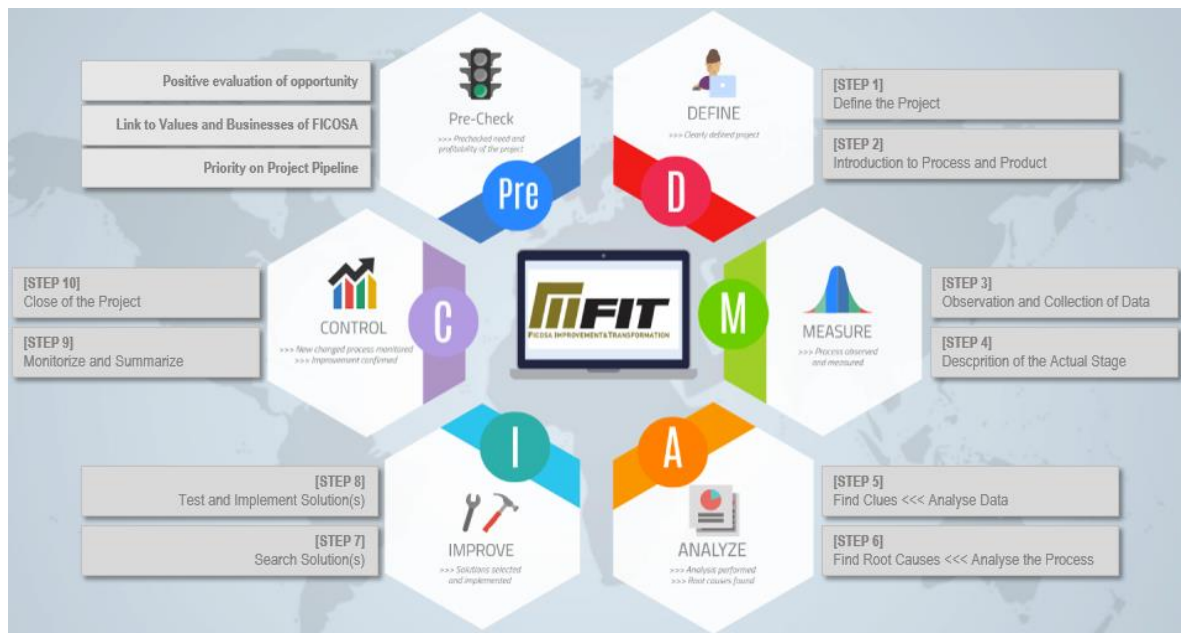 Positive evaluation of opportunity
Link to Values and Businesses of FICOSA
Priority on Project Pipeline
Pre-Check
>>> Prechecked need and
profitability of the project
Pre
DEFINE
>>> Clearly defined project
D
[STEP 1]
Define the Project
[STEP 2]
Introduction to Process and Product
M
MEASURE
>>> Process observed
and measured
[STEP 3]
Observation and Collection of Data
[STEP 4]
Descprition of the Actual Stage
A
ANALYZE
>>> Analysis performed
>>> Root causes found
[STEP 5]
Find Clues <<< Analyse Data
[STEP 6]
Find Root Causes <<< Analyse the Process
I
IMPROVE
>>> Solutions selected
and implemented
[STEP 8]
Test and Implement Solution(s)
[STEP 7]
Search Solution(s)
C
CONTROL
>>> New changed process monitored
>>> Improvement confirmed
[STEP 10]
Close of the Project
[STEP 9]
Monitorize and Summarize
FIT
FICOSA IMPROVEMENT&TRANSFORMATION